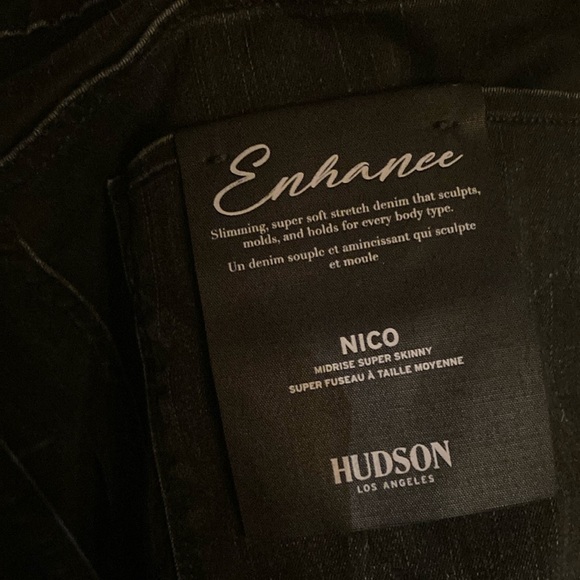 Enhance
Slimming, super soft stretch denim that sculpts,
molds, and holds for every body type.
Un denim souple et amincissant qui sculpte
et moule
NICO
MIDRISE SUPER SKINNY
SUPER FUSEAU À TAILLE MOYENNE
HUDSON
LOS ANGELES